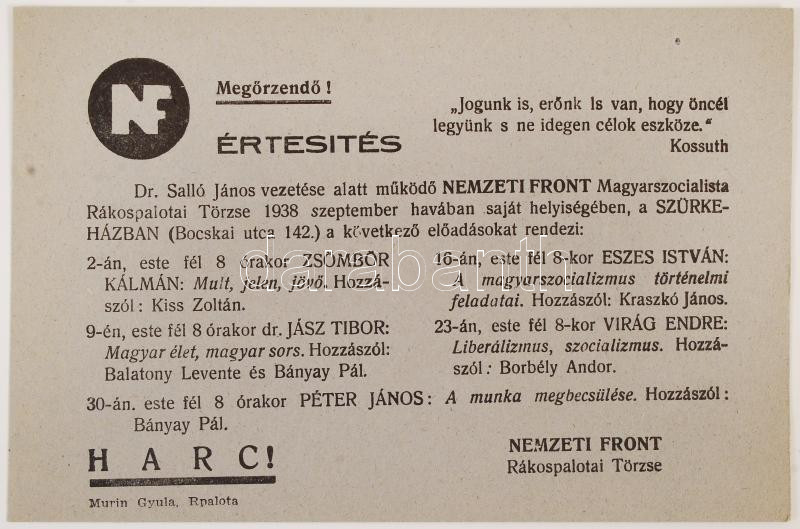 NF
Megőrzendő !
ÉRTESITÉS
„Jogunk is, erőnk is van, hogy öncél
legyünk s ne idegen célok eszköze."
Kossuth
Dr. Salló János vezetése alatt működő NEMZETI FRONT Magyarszocialista
Rákospalotai Törzse 1938 szeptember havában saját helyiségében, a SZÜRKE-
HÁZBAN (Bocskai utca 142.) a következő előadásokat rendezi:
2-án, este fél 8 órakor ZSÖMBÖR
KÁLMÁN: Mult, jelen, jövő. Hozzá-
szól: Kiss Zoltán.
9-én, este fél 8 órakor dr. JÁSZ TIBOR:
Magyar élet, magyar sors. Hozzászól:
Balatony Levente és Bányay Pál.
16-án, este fél 8-kor ESZES ISTVÁN:
A magyarszocializmus történelmi
feladatai. Hozzászól: Kraszkó János.
23-án, este fél 8-kor VIRÁG ENDRE:
Liberálizmus, szocializmus. Hozzá-
szól: Borbély Andor.
30-án. este fél 8 órakor PÉTER JÁNOS: A munka megbecsülése. Hozzászól:
Bányay Pál.
HARC!
NEMZETI FRONT
Rákospalotai Törzse
Murin Gyula, Rpalota
darabanth